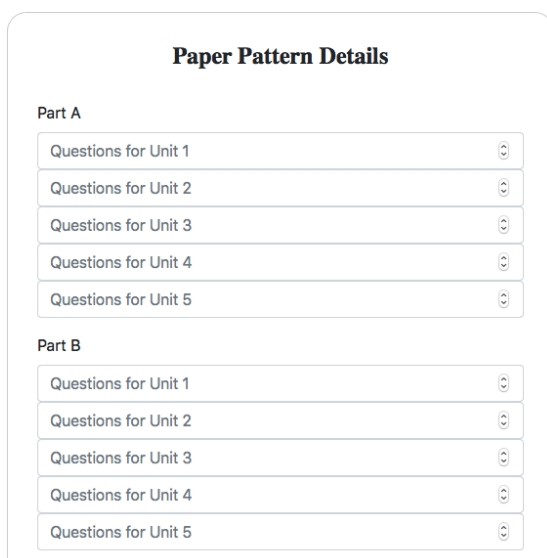 Paper Pattern Details
Part A
Questions for Unit 1
Questions for Unit 2
Questions for Unit 3
Questions for Unit 4
Questions for Unit 5
Part B
Questions for Unit 1
Questions for Unit 2
Questions for Unit 3
Questions for Unit 4
Questions for Unit 5